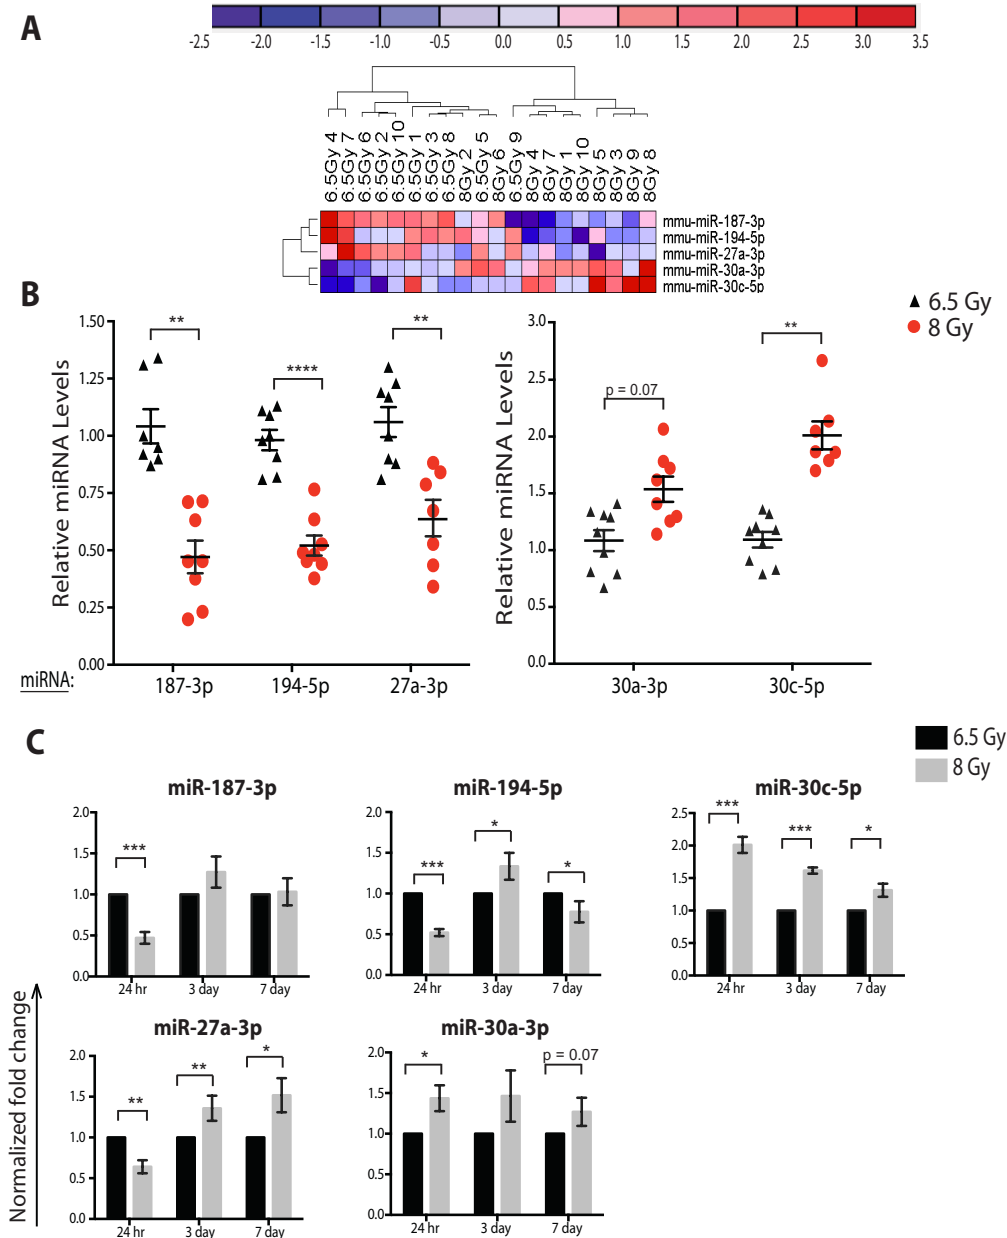 A
-2.5 -2.0 -1.5 -1.0 -0.5 0.0 0.5 1.0 1.5 2.0 2.5 3.0 3.5
6.5Gy 4
6.5Gy 7
6.5Gy 6
6.5Gy 2
6.5Gy 10
6.5Gy 1
6.5Gy 3
6.5Gy 8
8Gy 2
6.5Gy 5
8Gy 6
6.5Gy 9
8Gy 4
8Gy 7
8Gy 1
8Gy 10
8Gy 5
8Gy 3
8Gy 9
8Gy 8
mmu-miR-187-3p
mmu-miR-194-5p
mmu-miR-27a-3p
mmu-miR-30a-3p
mmu-miR-30c-5p
B
6.5 Gy
8 Gy
Relative miRNA Levels
1.50
1.25
1.00
0.75
0.50
0.25
0.00
** **** **
miRNA: 187-3p 194-5p 27a-3p
Relative miRNA Levels
3.0
2.5
2.0
1.5
1.0
0.5
0.0
p = 0.07 **
30a-3p 30c-5p
C
6.5 Gy
8 Gy
Normalized fold change
miR-187-3p
2.0
1.5
1.0
0.5
0.0
***
24 hr 3 day 7 day
miR-194-5p
2.0
1.5
1.0
0.5
0.0
*** * *
24 hr 3 day 7 day
miR-30c-5p
2.5
2.0
1.5
1.0
0.5
0.0
*** *** *
24 hr 3 day 7 day
miR-27a-3p
2.0
1.5
1.0
0.5
0.0
** ** *
24 hr 3 day 7 day
miR-30a-3p
2.0
1.5
1.0
0.5
0.0
* p = 0.07
24 hr 3 day 7 day